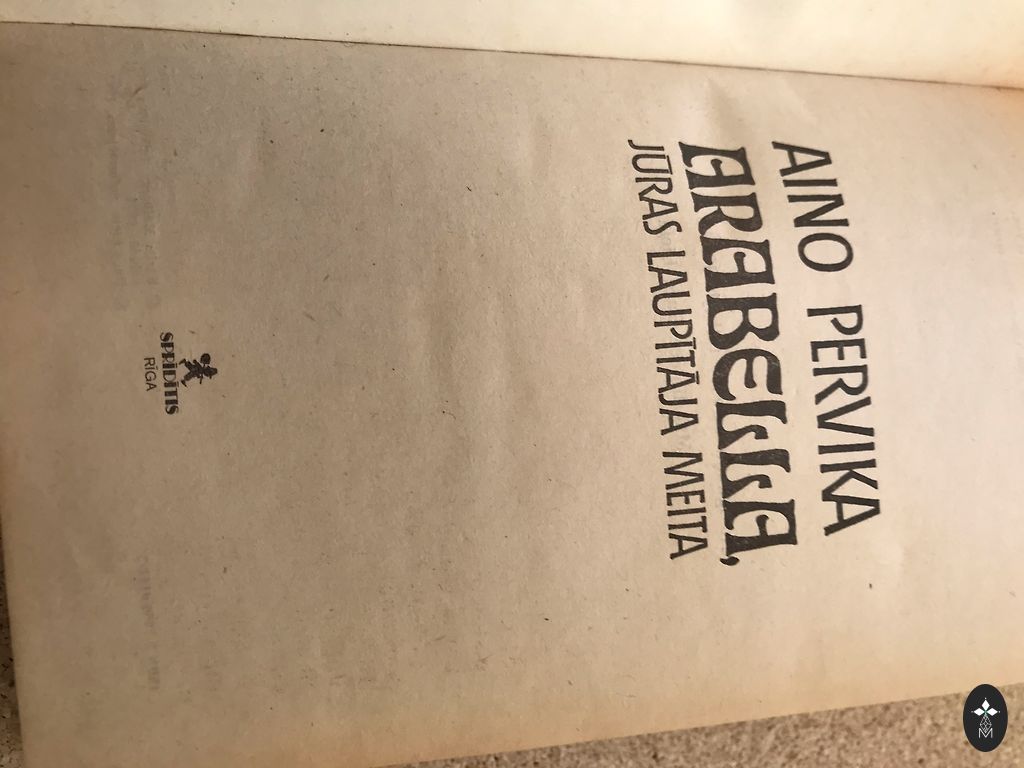 AINO PERVIKA
ARABELLA,
JŪRAS LAUPĪTĀJA MEITA
SPRĪDĪTIS
RĪGA
M